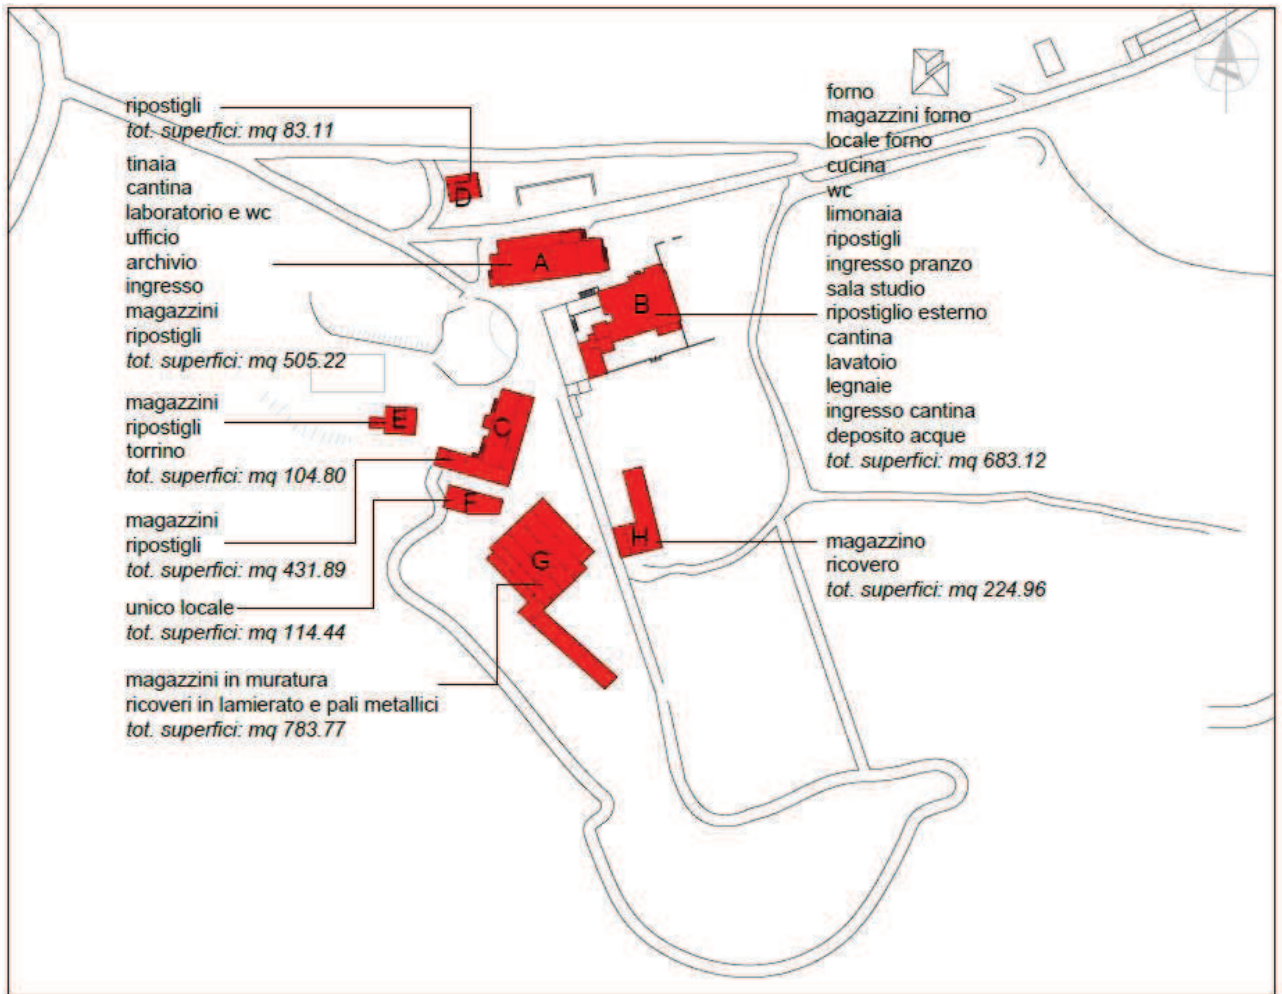 ripostigli
tot. superfici: mq 83.11
tinaia
cantina
laboratorio e wc
ufficio
archivio
ingresso
magazzini
ripostigli
tot. superfici: mq 505.22
magazzini
ripostigli
torrino
tot. superfici: mq 104.80
magazzini
ripostigli
tot. superfici: mq 431.89
unico locale
tot. superfici: mq 114.44
magazzini in muratura
ricoveri in lamierato e pali metallici
tot. superfici: mq 783.77
D
A
B
E
C
F
G
H
forno
magazzini forno
locale forno
cucina
wc
limonaia
ripostigli
ingresso pranzo
sala studio
ripostiglio esterno
cantina
lavatoio
legnaie
ingresso cantina
deposito acque
tot. superfici: mq 683.12
magazzino
ricovero
tot. superfici: mq 224.96